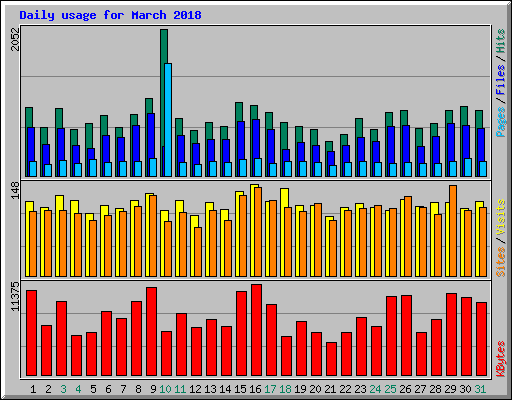 Daily usage for March 2018
2052
148
11375
Pages / Files / Hits
Sites / Visits
KBytes
1 2 3 4 5 6 7 8 9 10 11 12 13 14 15 16 17 18 19 20 21 22 23 24 25 26 27 28 29 30 31